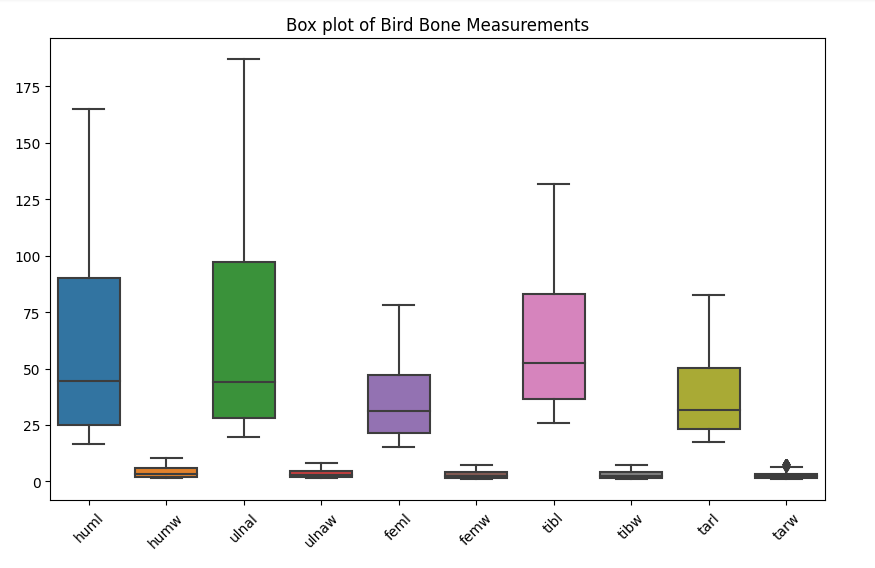 Box plot of Bird Bone Measurements
175
150
125
100
75
50
25
0
huml
humw
ulnal
ulnaw
feml
femw
tibl
tibw
tarl
tarw